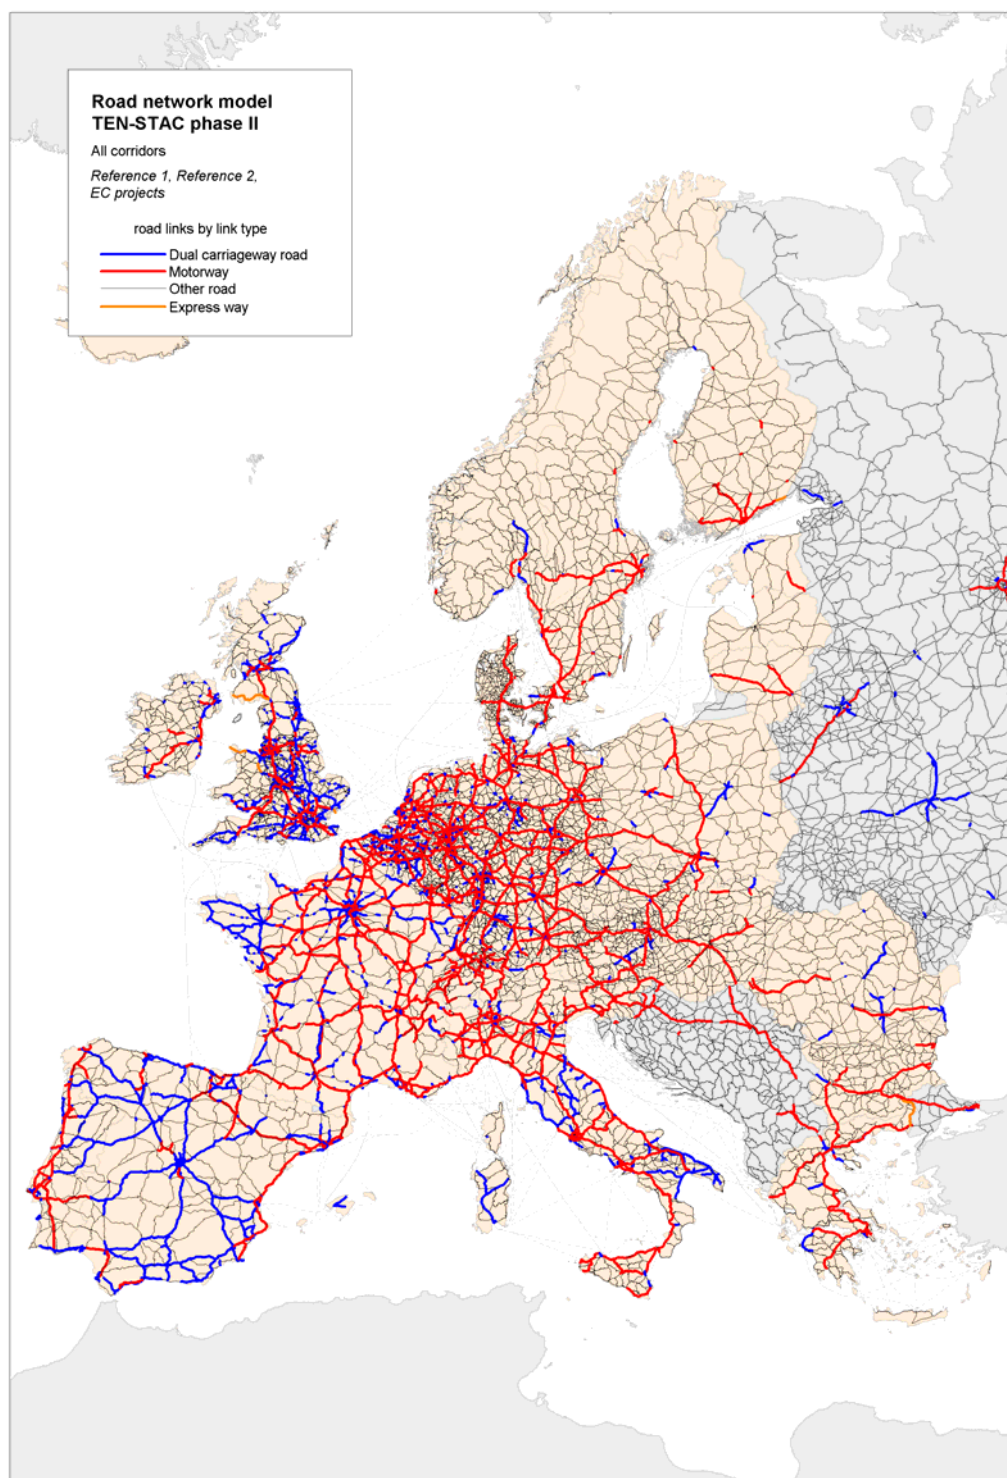 Road network model
TEN-STAC phase II
All corridors
Reference 1, Reference 2,
EC projects
road links by link type
Dual carriageway road
Motorway
Other road
Express way